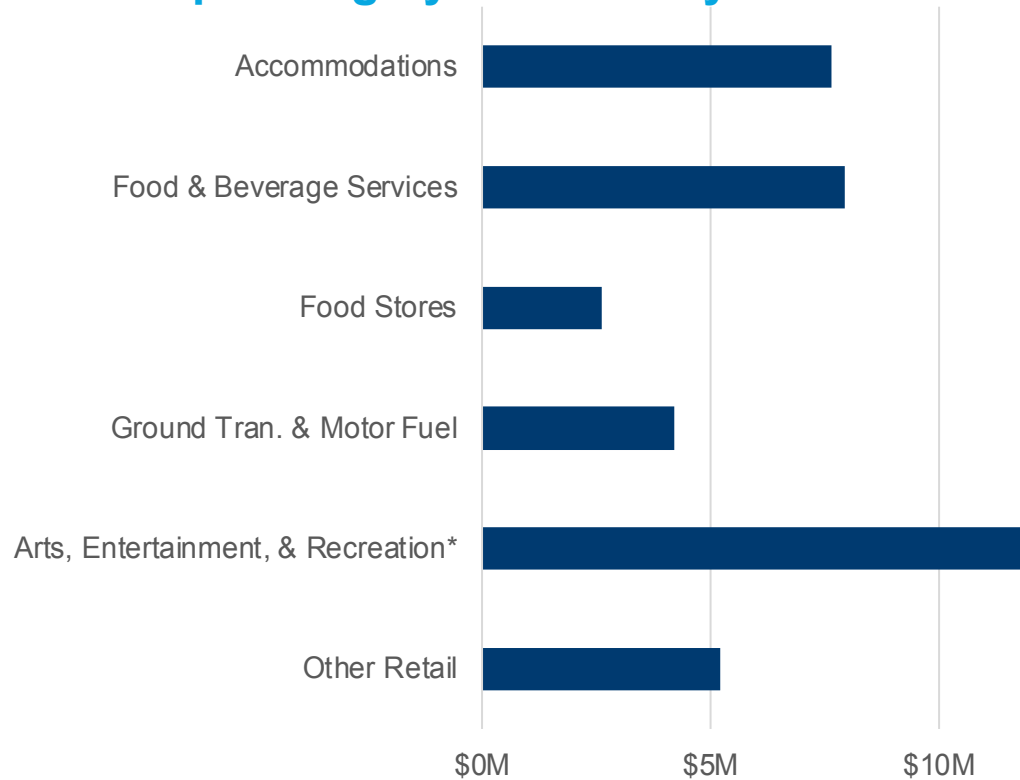 Accommodations
Food & Beverage Services
Food Stores
Ground Tran. & Motor Fuel
Arts, Entertainment, & Recreation*
Other Retail
$0M $5M $10M